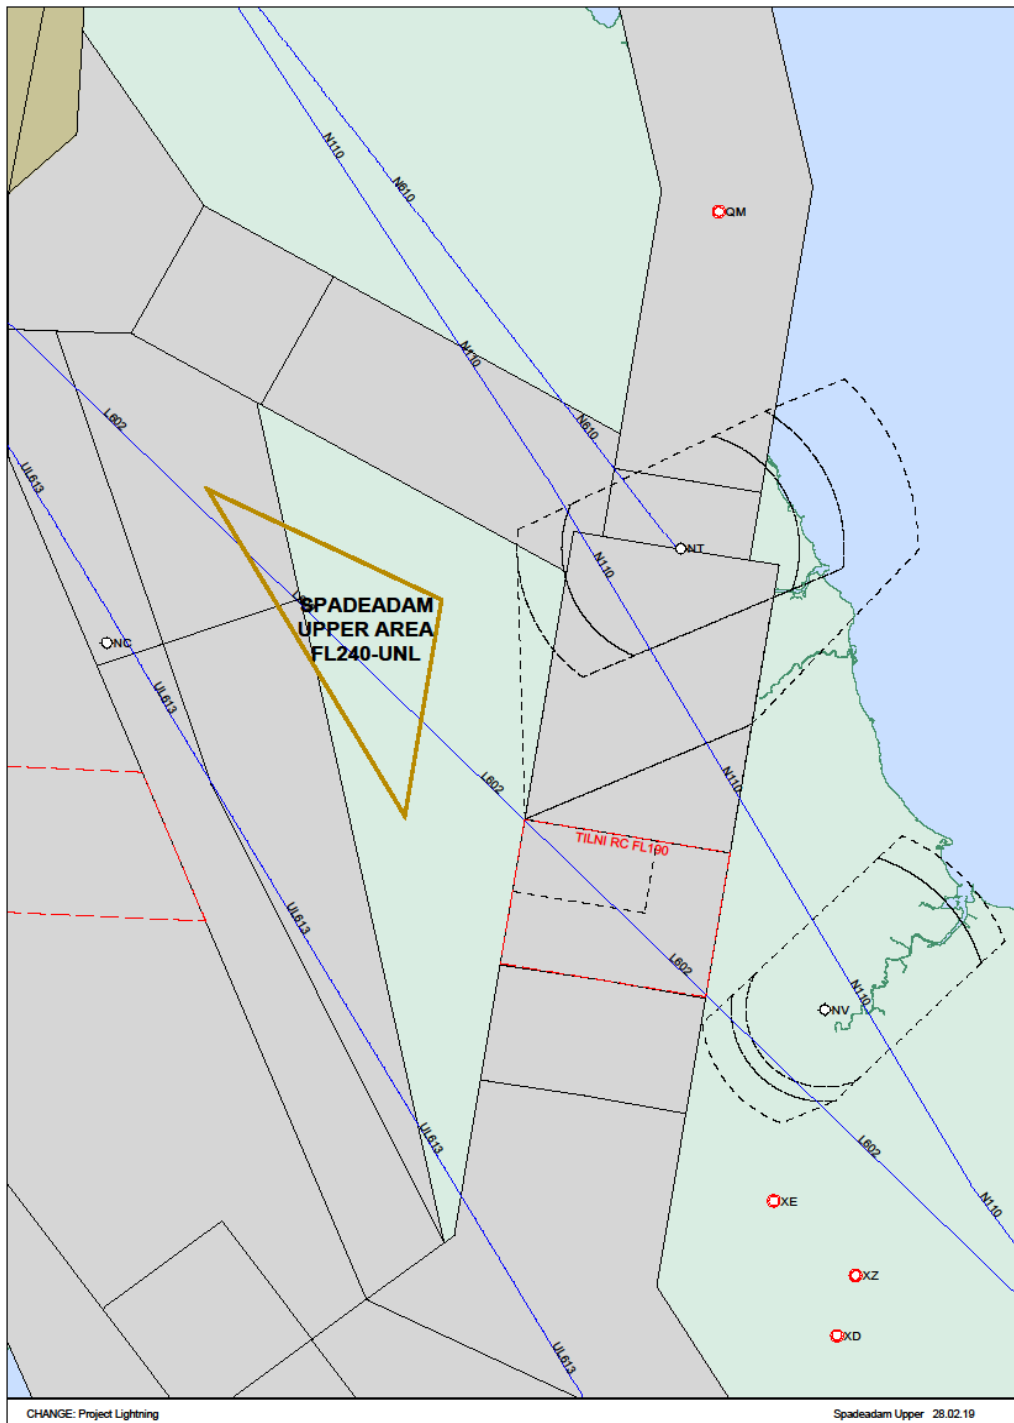 N110
N610
QM
N110
L602
N610
UL613
NT
N110
SPADEADAM
UPPER AREA
FL240-UNL
NC
UL613
L602
N110
TILNI RC FL190
UL613
L602
N110
NV
UL613
L602
XE
N110
XZ
XD
UL613
CHANGE: Project Lightning
Spadeadam Upper 28.02.19